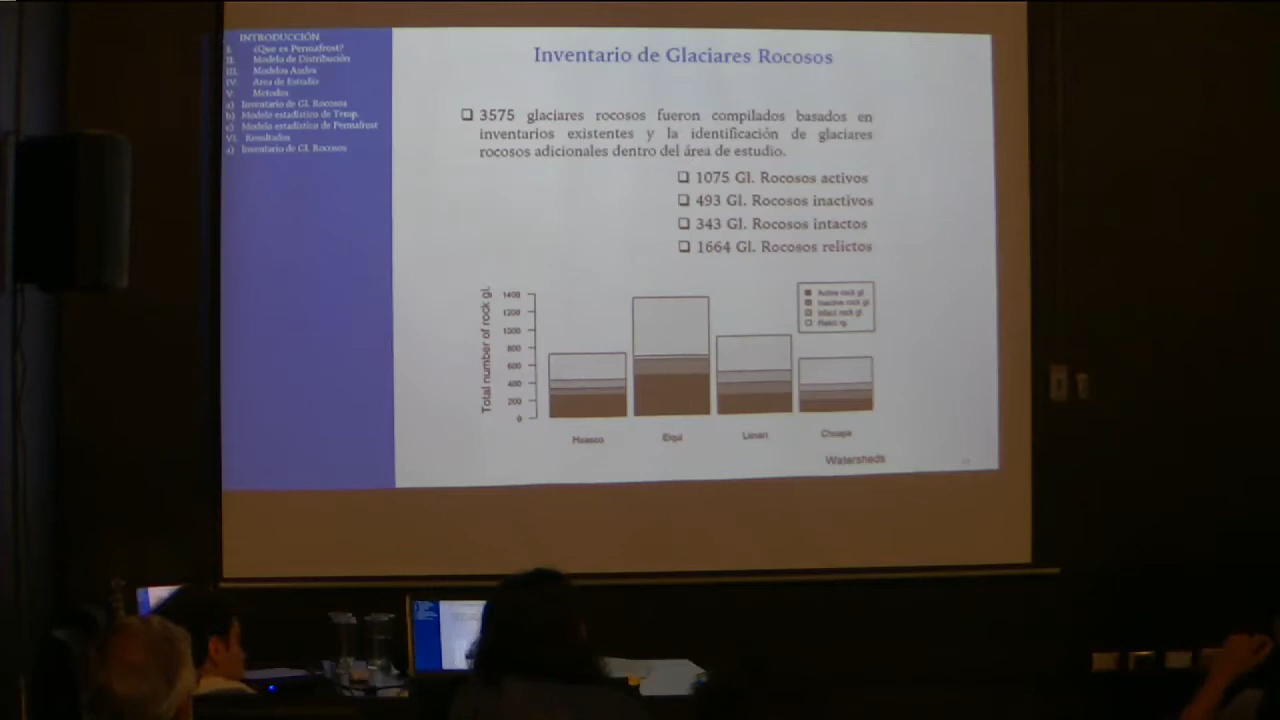 INTRODUCCIÓN
I. ¿Que es Permafrost?
II. Modelo de Distribución
III. Modelos Andes
IV. Area de Estudio
V. Metodos
a) Inventario de Gl. Rocosos
b) Modelo estadístico de Temp.
c) Modelo estadístico de Permafrost
VI. Resultados
a) Inventario de Gl. Rocosos
Inventario de Glaciares Rocosos
❑ 3575 glaciares rocosos fueron compilados basados en
inventarios existentes y la identificación de glaciares
rocosos adicionales dentro del área de estudio.
❑ 1075 Gl. Rocosos activos
❑ 493 Gl. Rocosos inactivos
❑ 343 Gl. Rocosos intactos
❑ 1664 Gl. Rocosos relictos
Total number of rock gl.
1400
1200
1000
800
600
400
200
0
Active rock gl.
Inactive rock gl.
Intact rock gl.
Relict rg.
Huasco Elqui Limari Choapa
Watersheds